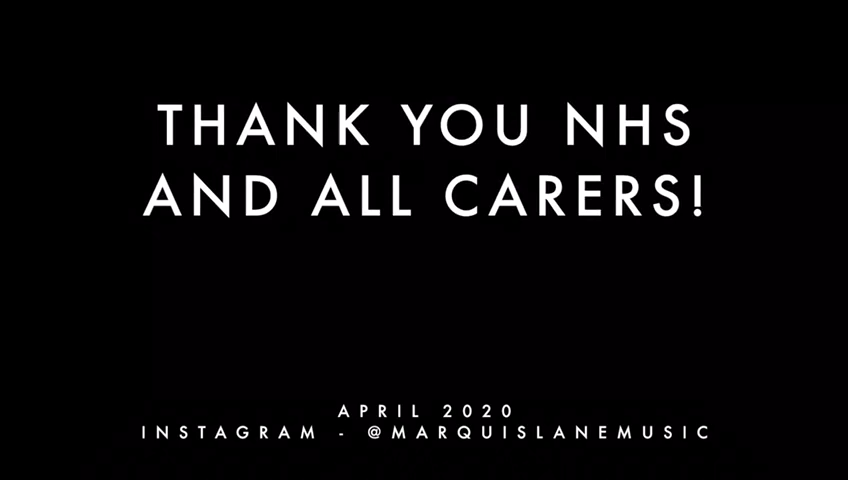 THANK YOU NHS
AND ALL CARERS!
APRIL 2020
INSTAGRAM - @MARQUISLANEMUSIC